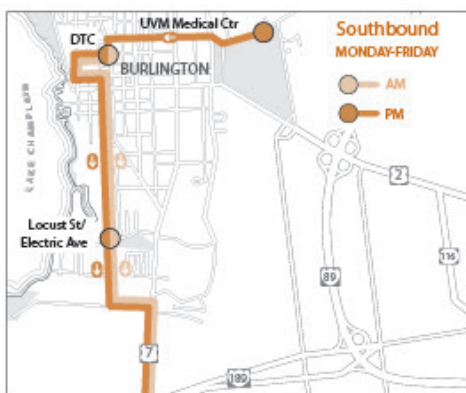 UVM Medical Ctr
DTC
BURLINGTON
Southbound
MONDAY-FRIDAY
AM
PM
LAKE CHAMPLAIN
2
Locust St/
Electric Ave
116
89
7
189